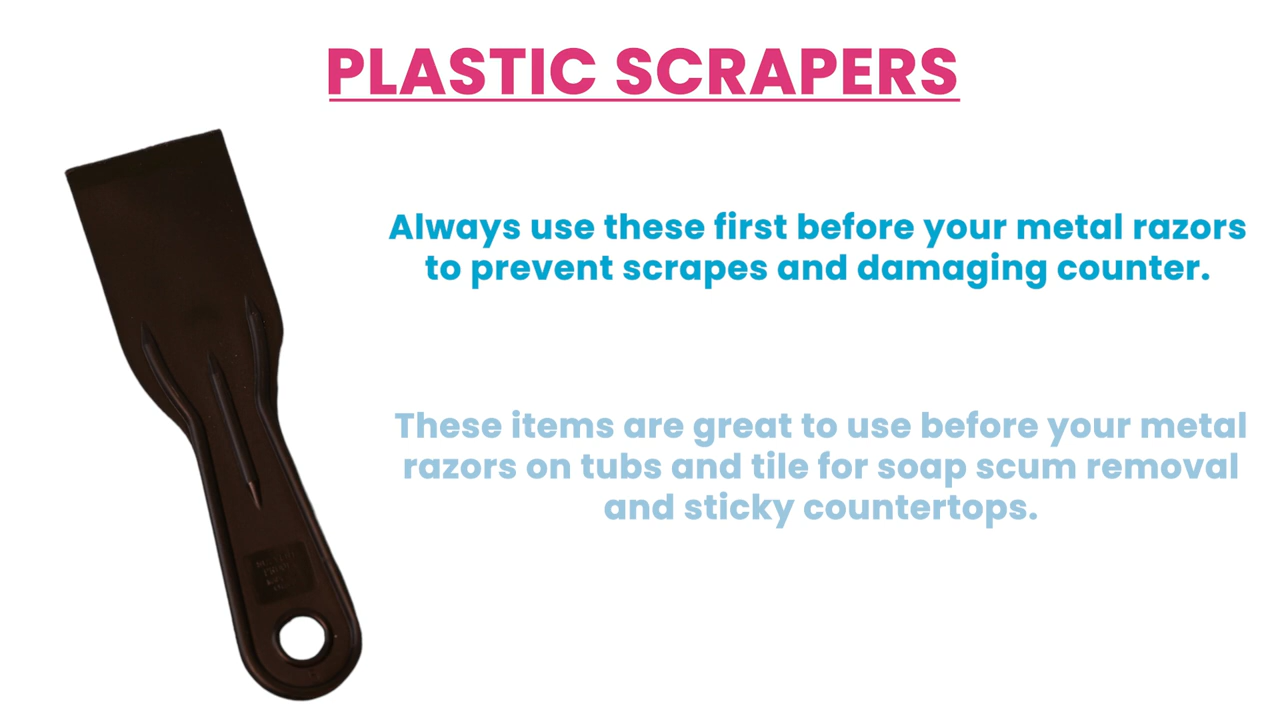 PLASTIC SCRAPERS
Always use these first before your metal razors
to prevent scrapes and damaging counter.
These items are great to use before your metal
razors on tubs and tile for soap scum removal
and sticky countertops.